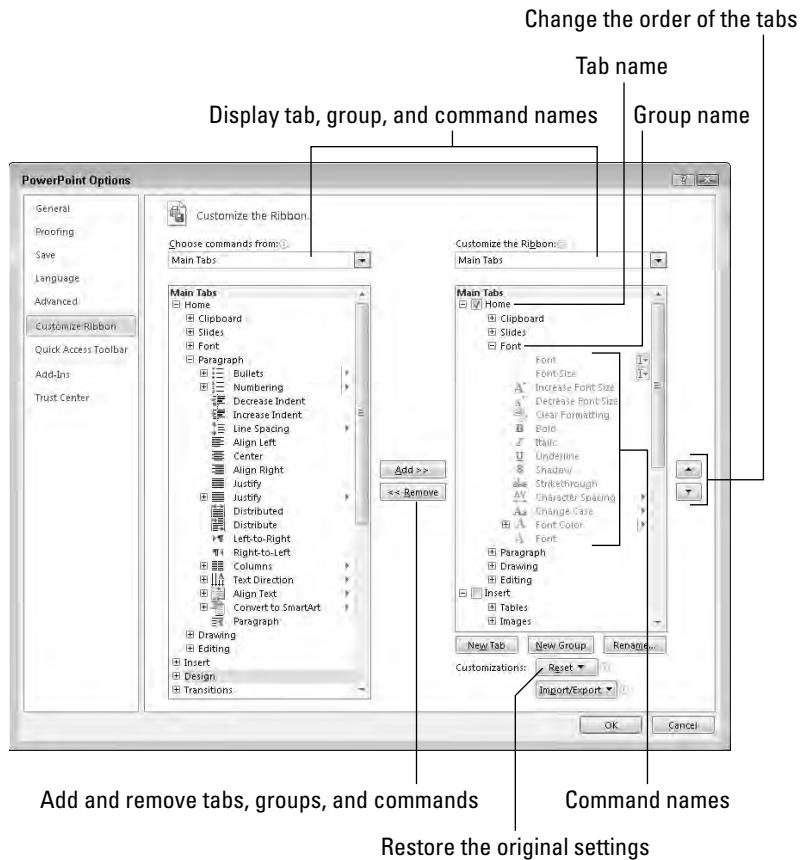 Change the order of the tabs
Tab name
Display tab, group, and command names
Group name
PowerPoint Options
General
Proofing
Save
Language
Advanced
Customize Ribbon
Quick Access Toolbar
Add-Ins
Trust Center
Customize the Ribbon.
Choose commands from:
Main Tabs
Main Tabs
Home
Clipboard
Slides
Font
Paragraph
Bullets
Numbering
Decrease Indent
Increase Indent
Line Spacing
Align Left
Center
Align Right
Justify
Justify
Distributed
Distribute
Left-to-Right
Right-to-Left
Columns
Text Direction
Align Text
Convert to SmartArt
Paragraph
Drawing
Editing
Insert
Design
Transitions
Add >>
<< Remove
Customize the Ribbon:
Main Tabs
Main Tabs
Home
Clipboard
Slides
Font
Font
Font Size
Increase Font Size
Decrease Font Size
Clear Formatting
Bold
Italic
Underline
Shadow
Strikethrough
Character Spacing
Change Case
Font Color
Font
Paragraph
Drawing
Editing
Insert
Tables
Images
New Tab New Group Rename...
Customizations: Reset
Import/Export
OK Cancel
Add and remove tabs, groups, and commands
Command names
Restore the original settings